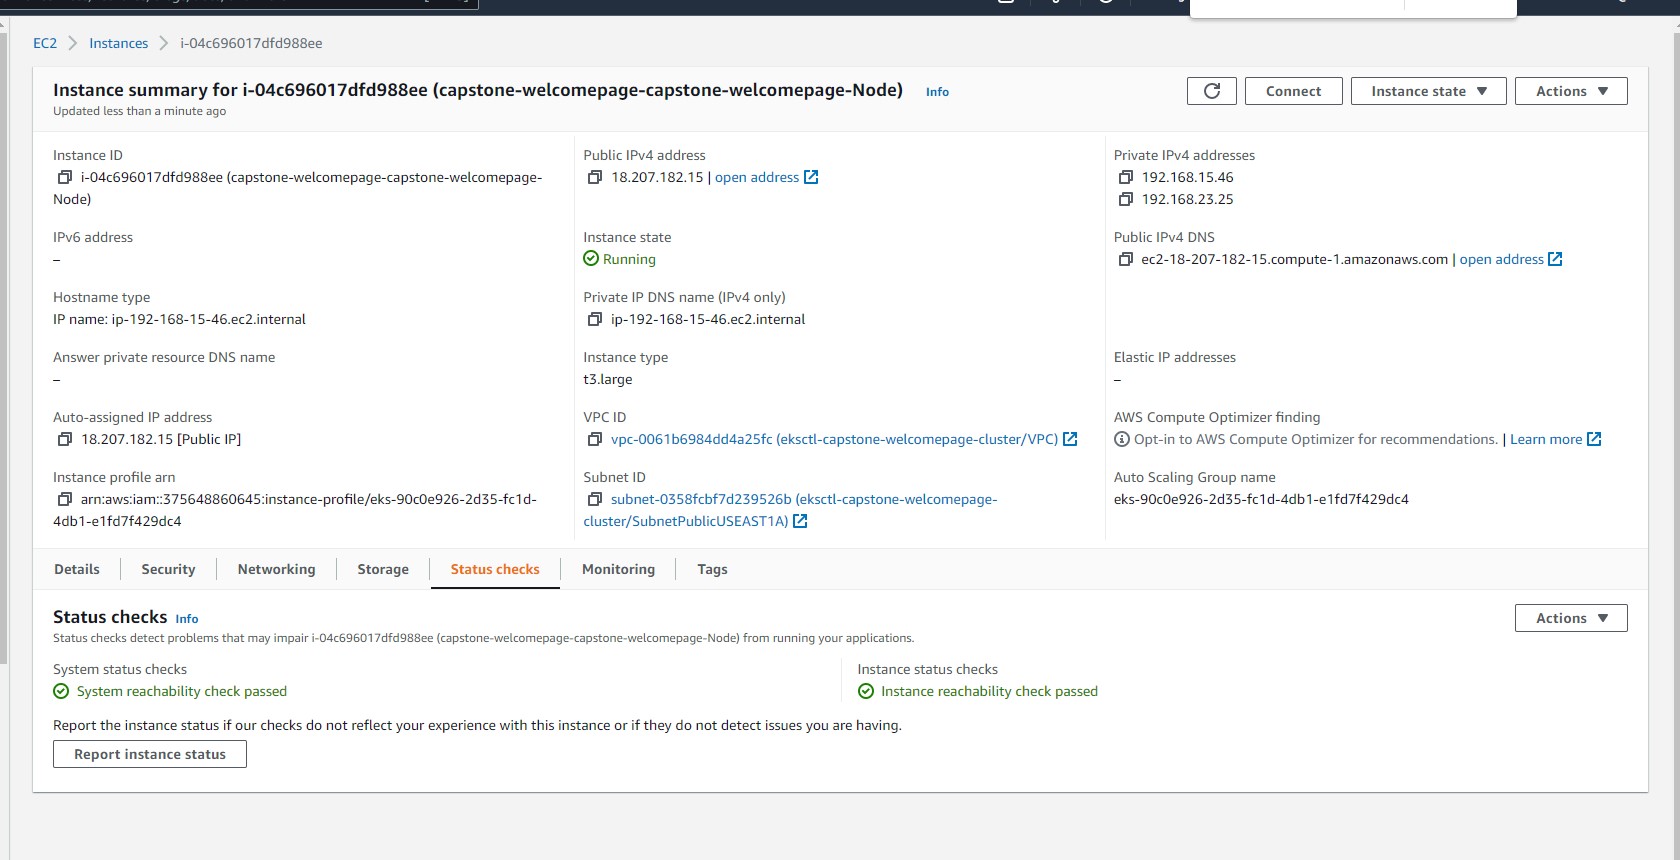 EC2 > Instances > i-04c696017dfd988ee
Instance summary for i-04c696017dfd988ee (capstone-welcomepage-capstone-welcomepage-Node) Info
Updated less than a minute ago
Connect
Instance state
Actions
Instance ID
i-04c696017dfd988ee (capstone-welcomepage-capstone-welcomepage-
Node)
Public IPv4 address
18.207.182.15 | open address
Private IPv4 addresses
192.168.15.46
192.168.23.25
IPv6 address
–
Instance state
Running
Public IPv4 DNS
ec2-18-207-182-15.compute-1.amazonaws.com | open address
Hostname type
IP name: ip-192-168-15-46.ec2.internal
Private IP DNS name (IPv4 only)
ip-192-168-15-46.ec2.internal
Answer private resource DNS name
–
Instance type
t3.large
Elastic IP addresses
–
Auto-assigned IP address
18.207.182.15 [Public IP]
VPC ID
vpc-0061b6984dd4a25fc (eksctl-capstone-welcomepage-cluster/VPC)
AWS Compute Optimizer finding
Opt-in to AWS Compute Optimizer for recommendations. | Learn more
Instance profile arn
arn:aws:iam::375648860645:instance-profile/eks-90c0e926-2d35-fc1d-
4db1-e1fd7f429dc4
Subnet ID
subnet-0358fcbf7d239526b (eksctl-capstone-welcomepage-
cluster/SubnetPublicUSEAST1A)
Auto Scaling Group name
eks-90c0e926-2d35-fc1d-4db1-e1fd7f429dc4
Details
Security
Networking
Storage
Status checks
Monitoring
Tags
Status checks Info
Actions
Status checks detect problems that may impair i-04c696017dfd988ee (capstone-welcomepage-capstone-welcomepage-Node) from running your applications.
System status checks
System reachability check passed
Instance status checks
Instance reachability check passed
Report the instance status if our checks do not reflect your experience with this instance or if they do not detect issues you are having.
Report instance status